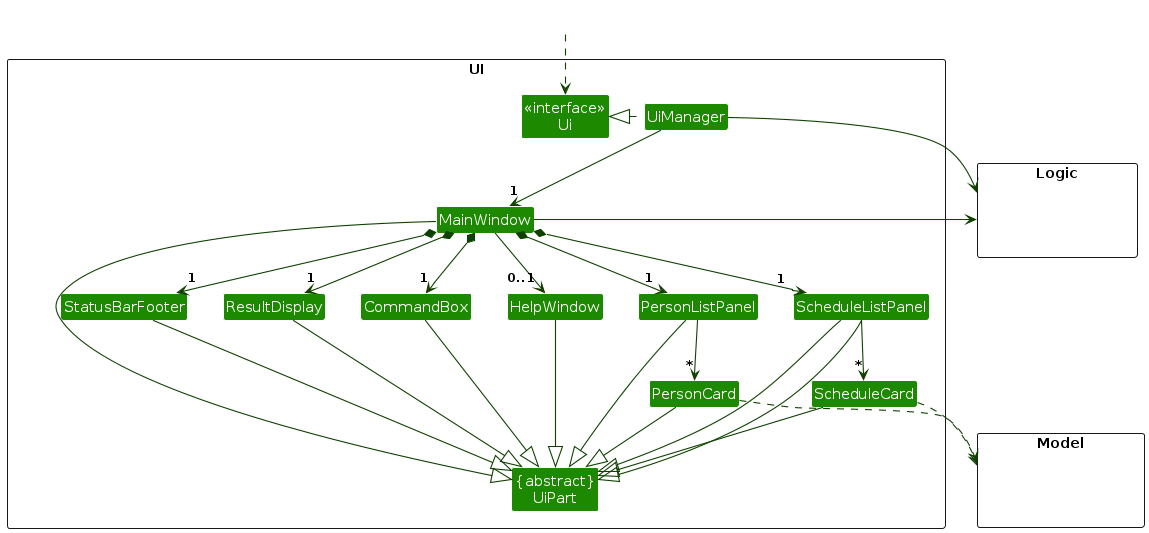 UI
«interface»
Ui
UiManager
Logic
1
MainWindow
1
1
1
0..1
1
1
StatusBarFooter
ResultDisplay
CommandBox
HelpWindow
PersonListPanel
ScheduleListPanel
*
*
PersonCard
ScheduleCard
Model
{abstract}
UiPart